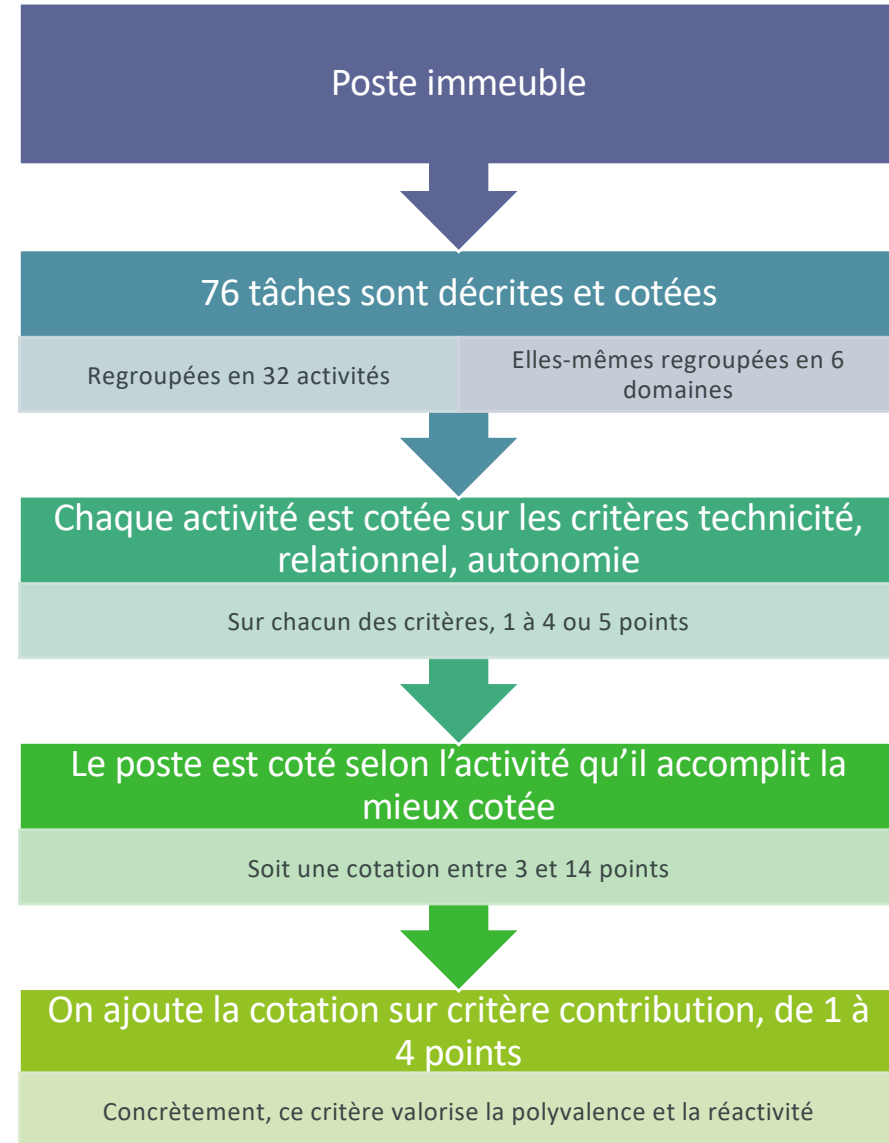 Poste immeuble
76 tâches sont décrites et cotées
Regroupées en 32 activités
Elles-mêmes regroupées en 6
domaines
Chaque activité est cotée sur les critères technicité,
relationnel, autonomie
Sur chacun des critères, 1 à 4 ou 5 points
Le poste est coté selon l’activité qu’il accomplit la
mieux cotée
Soit une cotation entre 3 et 14 points
On ajoute la cotation sur critère contribution, de 1 à
4 points
Concrètement, ce critère valorise la polyvalence et la réactivité